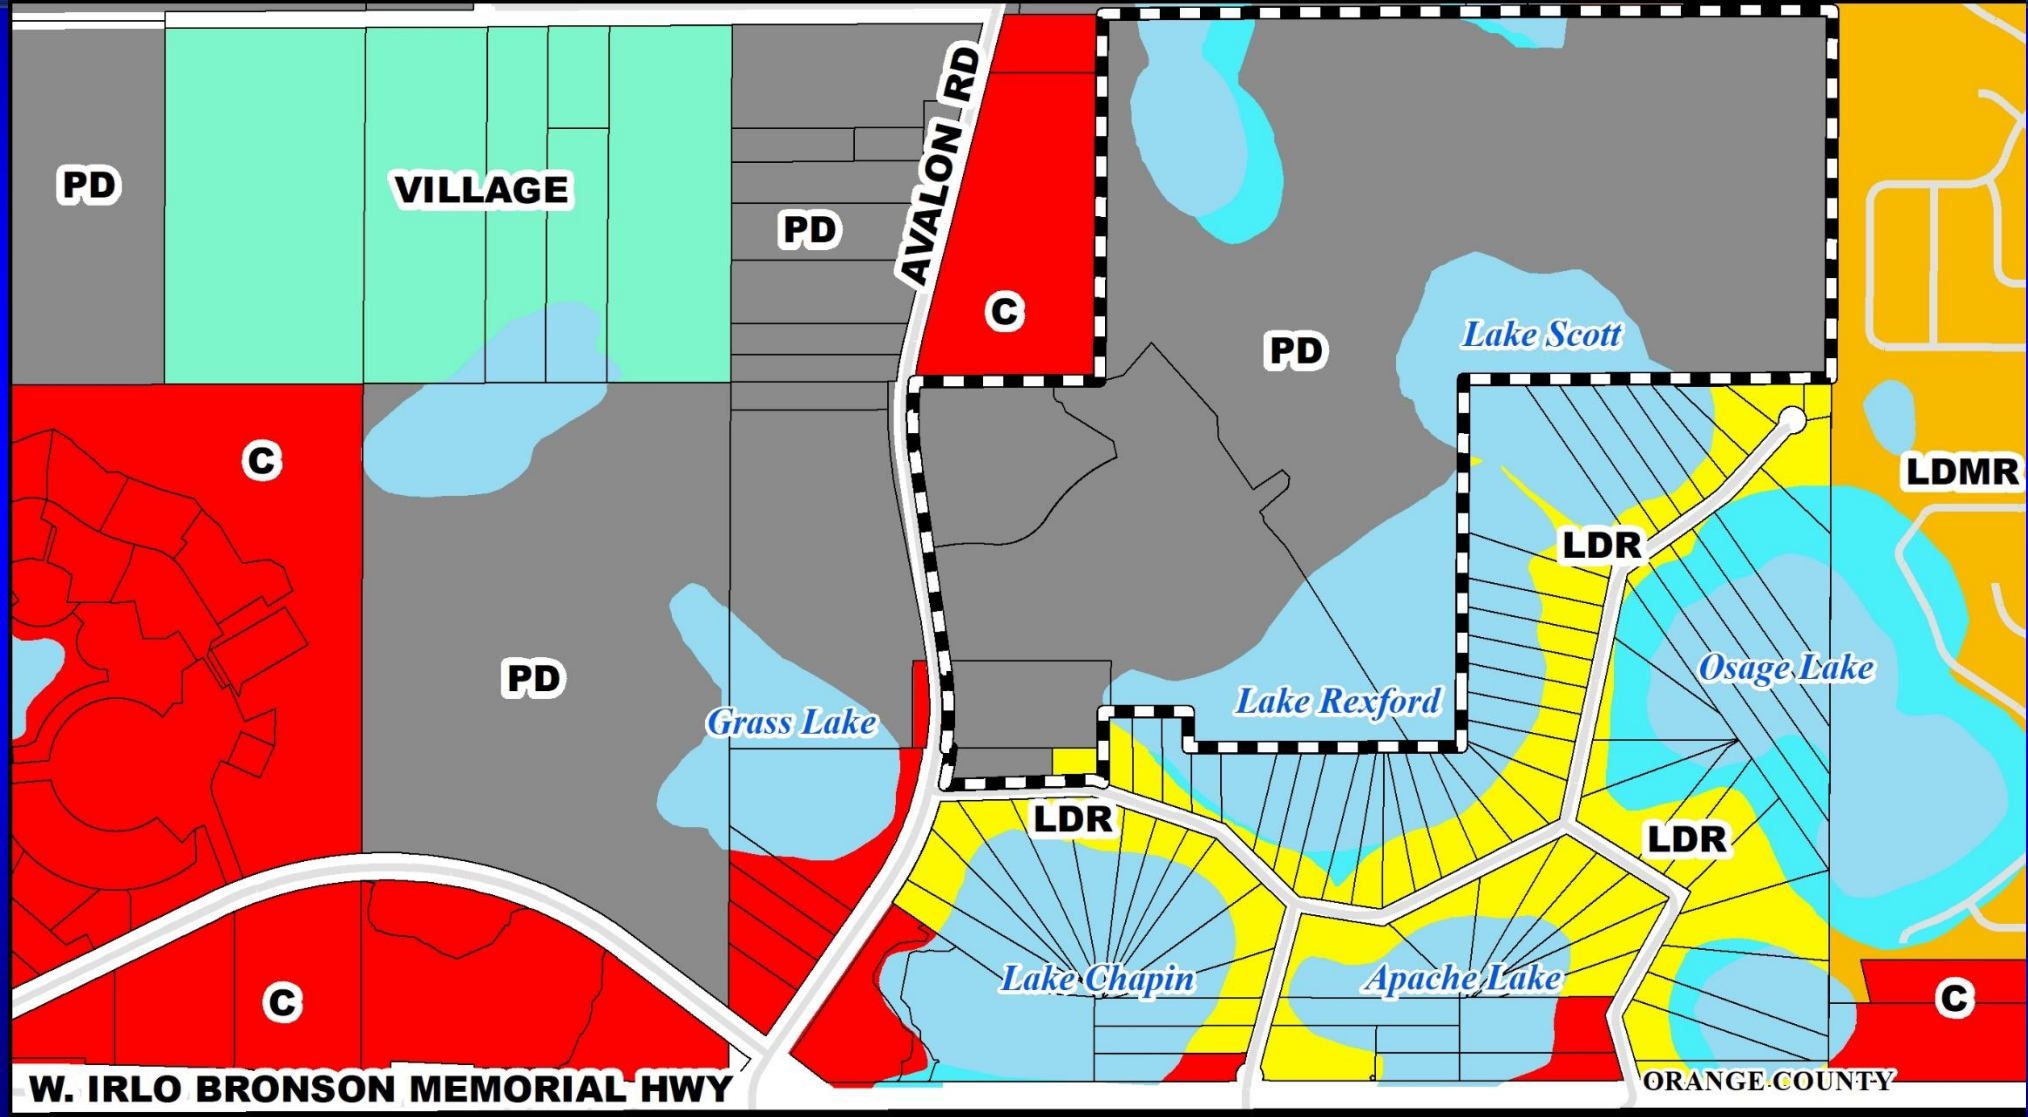 PD
VILLAGE
PD
AVALON RD
C
PD
Lake Scott
C
LDMR
LDR
Osage Lake
PD
Grass Lake
Lake Rexford
LDR
LDR
Lake Chapin
Apache Lake
C
C
W. IRLO BRONSON MEMORIAL HWY
ORANGE COUNTY